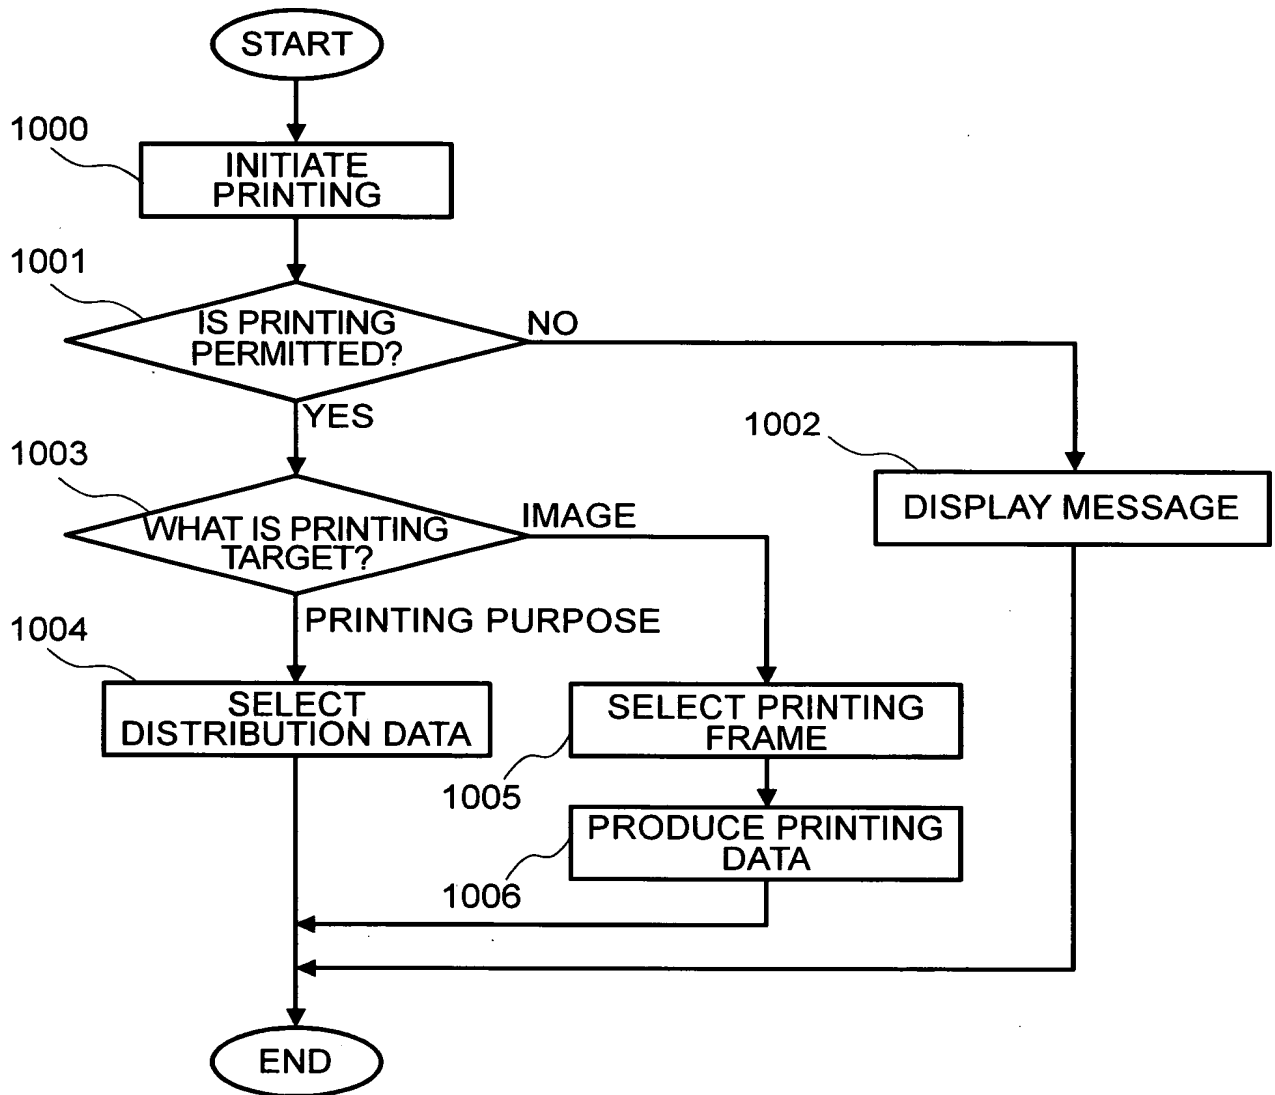 START
1000
INITIATE
PRINTING
1001
IS PRINTING
PERMITTED?
NO
YES
1002
DISPLAY MESSAGE
1003
WHAT IS PRINTING
TARGET?
IMAGE
PRINTING PURPOSE
1004
SELECT
DISTRIBUTION DATA
SELECT PRINTING
FRAME
1005
PRODUCE PRINTING
DATA
1006
END